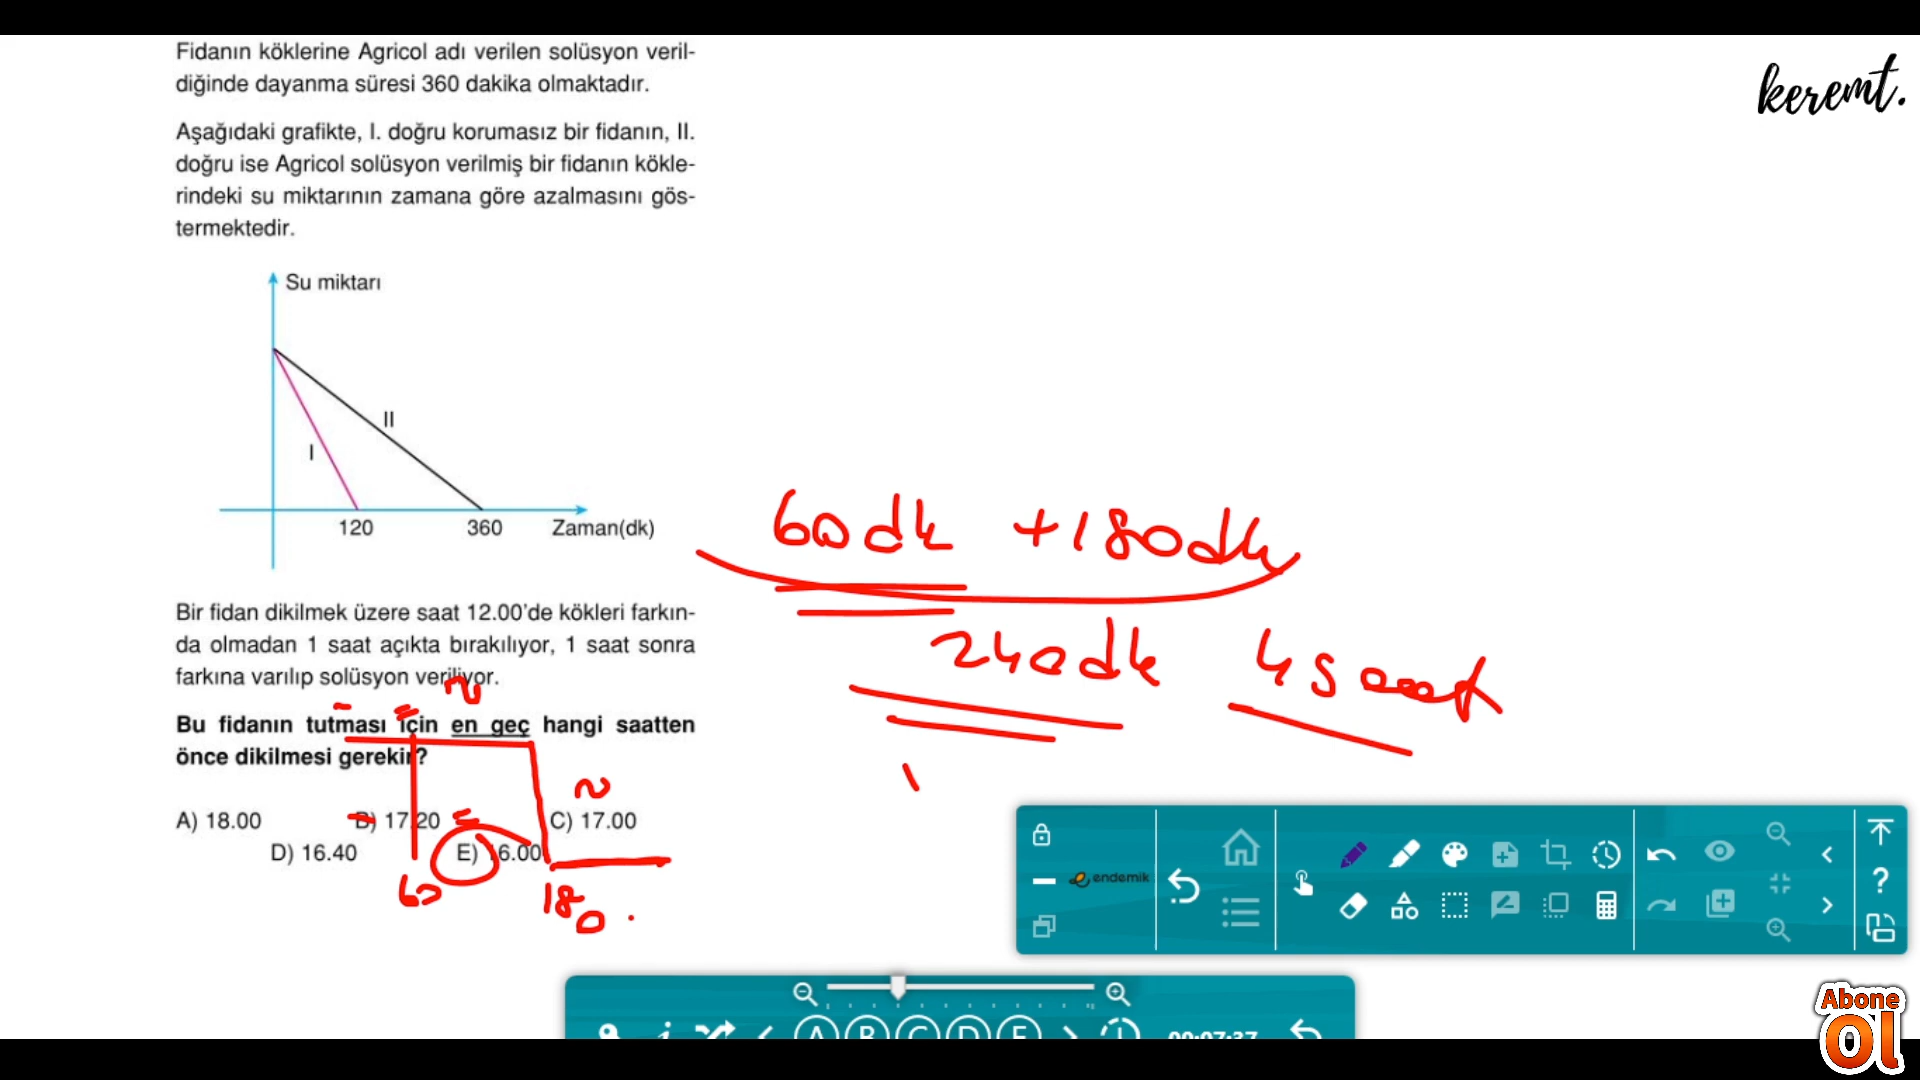 Fidanın köklerine Agricol adı verilen solüsyon veril-
diğinde dayanma süresi 360 dakika olmaktadır.
keremt.
Aşağıdaki grafikte, I. doğru korumasız bir fidanın, II.
doğru ise Agricol solüsyon verilmiş bir fidanın kökle-
rindeki su miktarının zamana göre azalmasını gös-
termektedir.
Su miktarı
II
I
120 360 Zaman(dk)
60dk +180dk
240dk 4 saat
Bir fidan dikilmek üzere saat 12.00'de kökleri farkın-
da olmadan 1 saat açıkta bırakılıyor, 1 saat sonra
farkına varılıp solüsyon veriliyor.
Bu fidanın tutması için en geç hangi saatten
önce dikilmesi gerekir?
A) 18.00 B) 17.20 C) 17.00
D) 16.40 E) 16.00
60 180
endemik
A B C D E 00:07:37
Abone
Ol